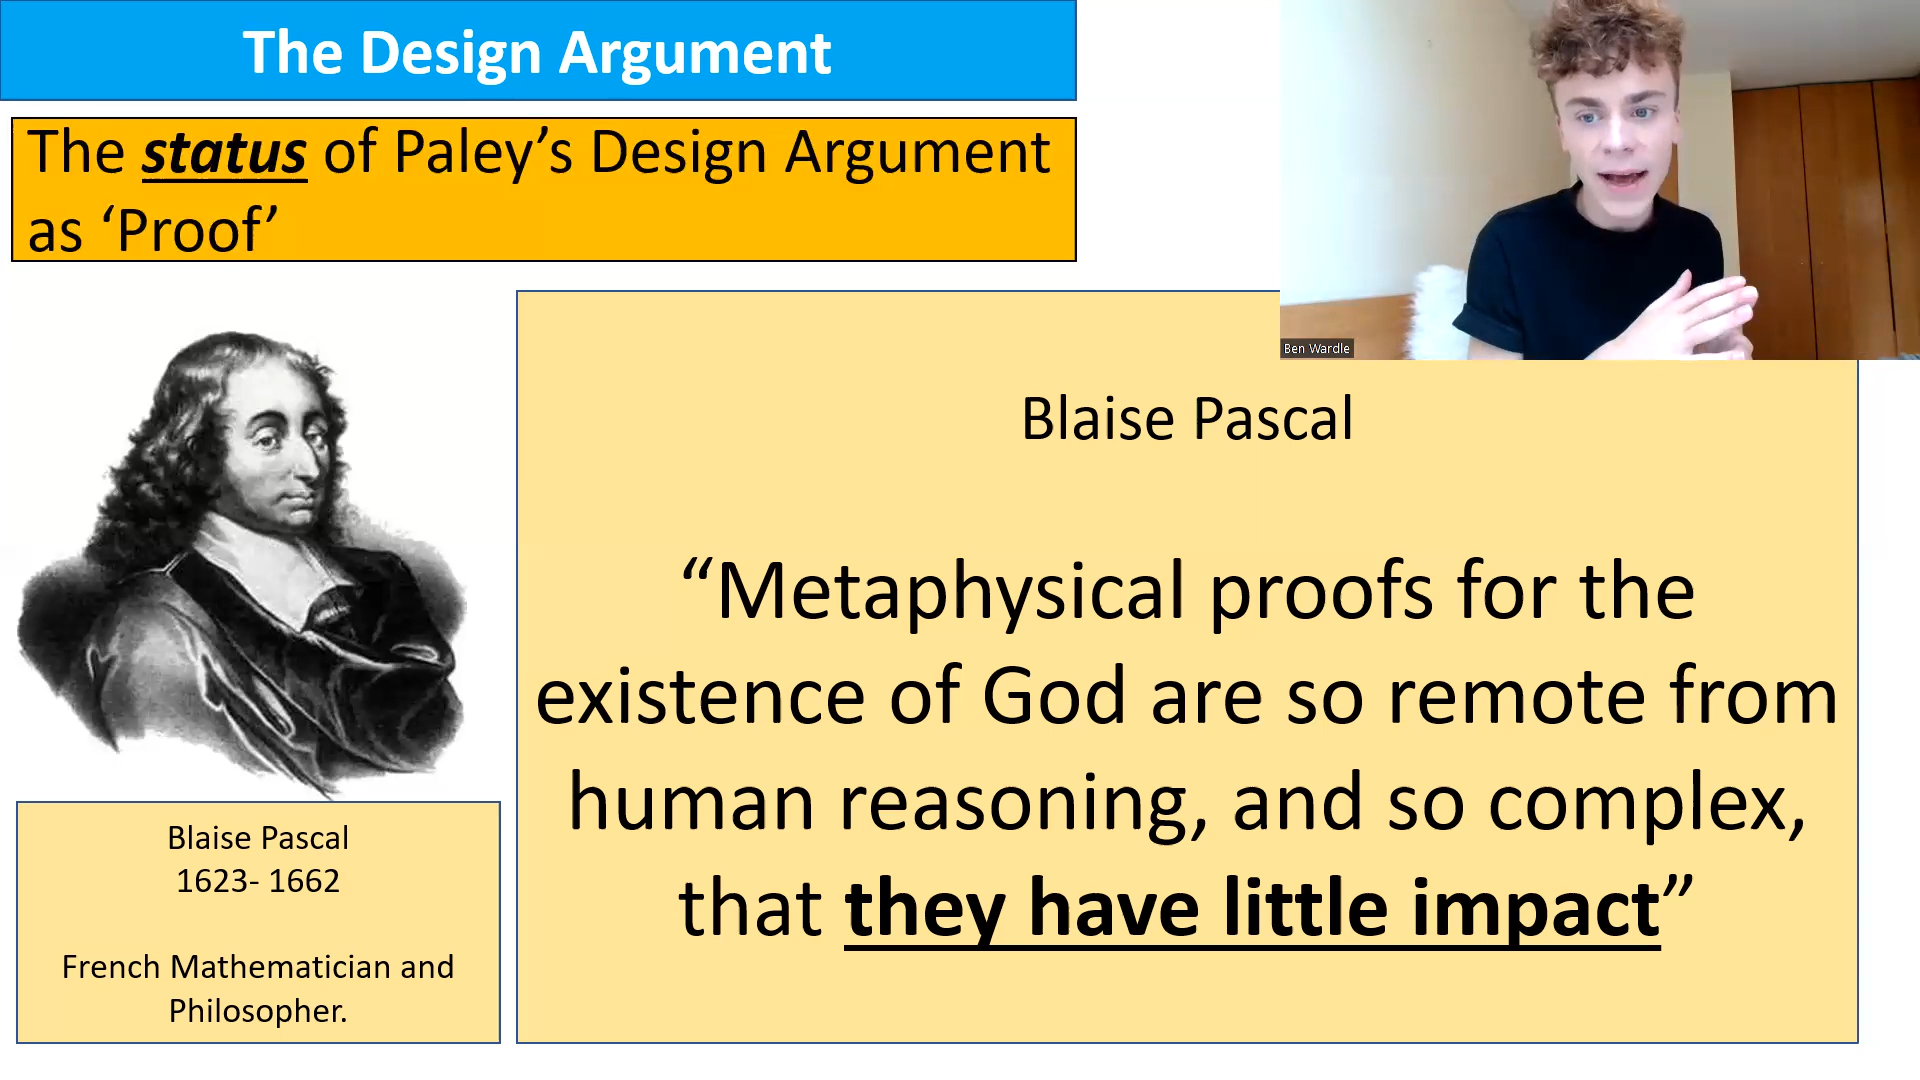 The Design Argument
The status of Paley’s Design Argument
as ‘Proof’
Ben Wardle
Blaise Pascal
“Metaphysical proofs for the
existence of God are so remote from
human reasoning, and so complex,
that they have little impact”
Blaise Pascal
1623- 1662
French Mathematician and
Philosopher.